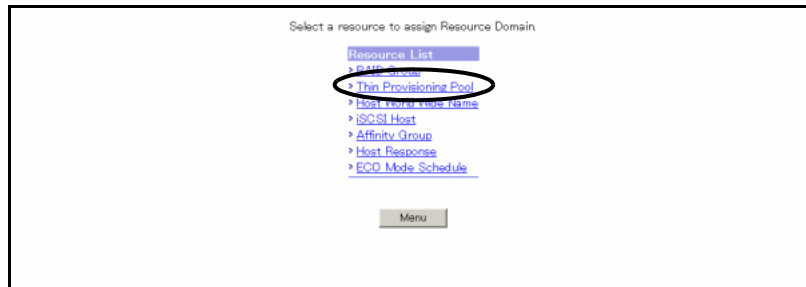 Select a resource to assign Resource Domain.
Resource List
RAID Group
Thin Provisioning Pool
Host World Wide Name
iSCSI Host
Affinity Group
Host Response
ECO Mode Schedule
Menu